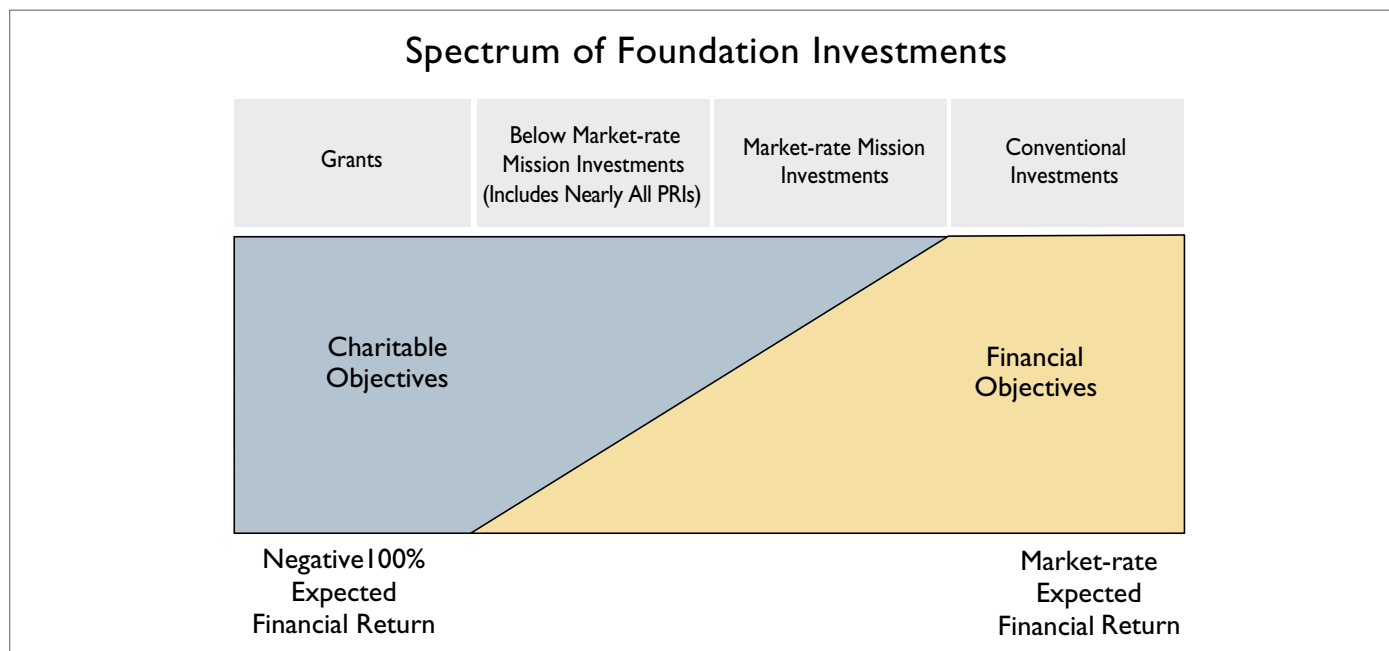 Spectrum of Foundation Investments
Grants
Below Market-rate
Mission Investments
(Includes Nearly All PRIs)
Market-rate Mission
Investments
Conventional
Investments
Charitable
Objectives
Financial
Objectives
Negative100%
Expected
Financial Return
Market-rate
Expected
Financial Return